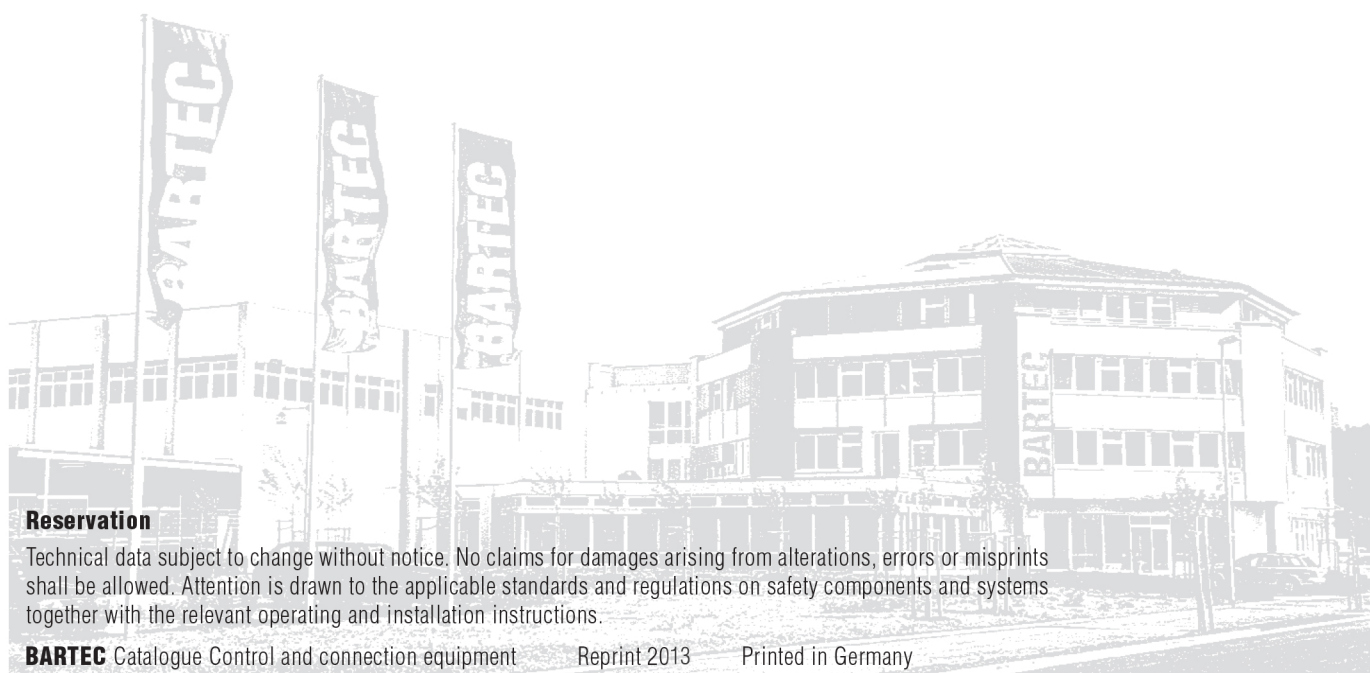 BARTEC
BARTEC
BARTEC
BARTEC
Reservation
Technical data subject to change without notice. No claims for damages arising from alterations, errors or misprints
shall be allowed. Attention is drawn to the applicable standards and regulations on safety components and systems
together with the relevant operating and installation instructions.
BARTEC Catalogue Control and connection equipment Reprint 2013 Printed in Germany